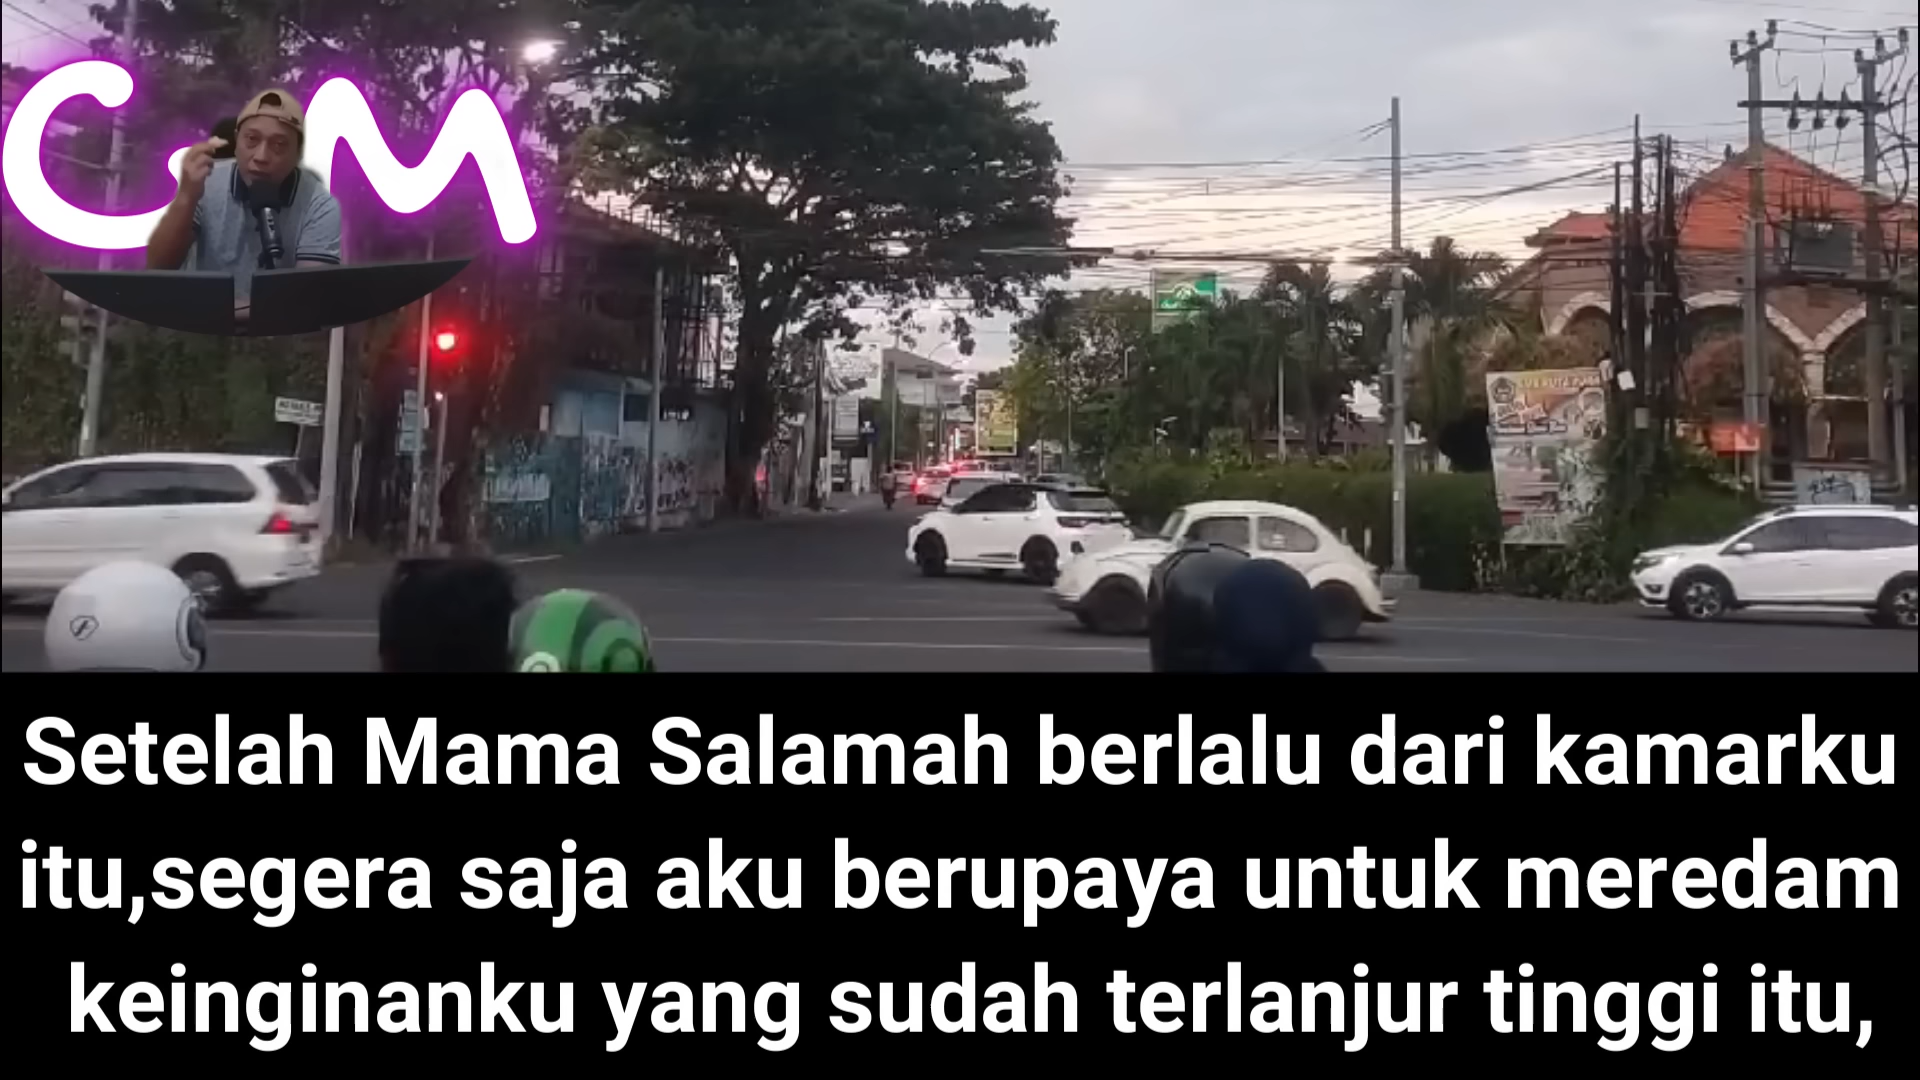 CM
Setelah Mama Salamah berlalu dari kamarku
itu,segera saja aku berupaya untuk meredam
keinginanku yang sudah terlanjur tinggi itu,